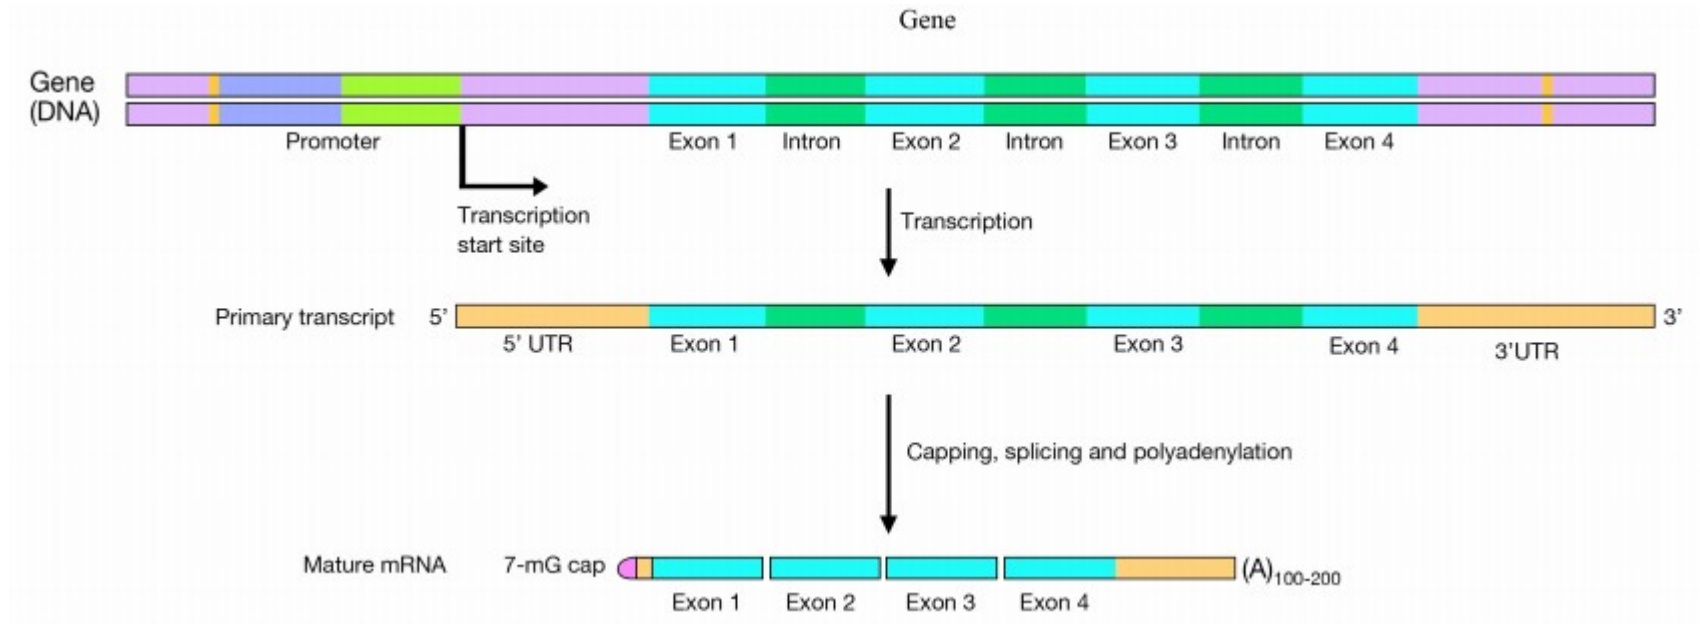 Gene
Gene
(DNA)
Promoter
Exon 1
Intron
Exon 2
Intron
Exon 3
Intron
Exon 4
Transcription
start site
Transcription
Primary transcript
5’
3’
5’ UTR
Exon 1
Exon 2
Exon 3
Exon 4
3’UTR
Capping, splicing and polyadenylation
Mature mRNA
7-mG cap
(A)100-200
Exon 1
Exon 2
Exon 3
Exon 4